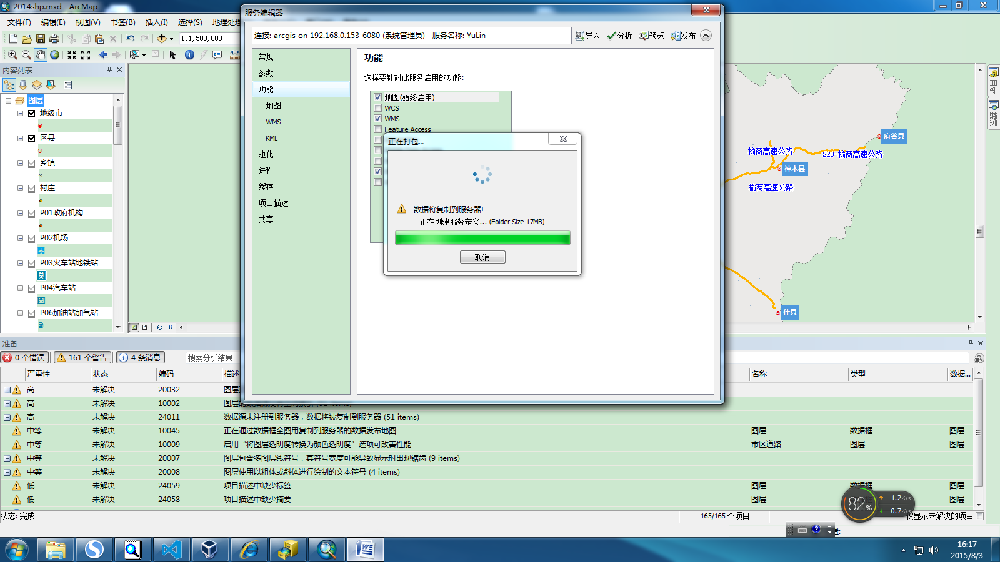 2014shp.mxd - ArcMap
文件(F) 编辑(E) 视图(V) 书签(B) 插入(I) 选择(S) 地理处
1:1,500,000
内容列表
图层
地级市
区县
乡镇
村庄
P01政府机构
P02机场
P03火车站地铁站
P04汽车站
P06加油站加气站
服务编辑器
连接: arcgis on 192.168.0.153_6080 (系统管理员) 服务名称: YuLin
导入 分析 预览 发布
常规
参数
功能
地图
WMS
KML
池化
进程
缓存
项目描述
共享
功能
选择要针对此服务启用的功能:
地图(始终启用)
WCS
WMS
Feature Access
正在打包...
数据将复制到服务器!
正在创建服务定义... (Folder Size 17MB)
取消
府谷县
榆商高速公路
S20-榆商高速公路
神木县
榆商高速公路
佳县
目录
搜索
准备
0 个错误 161 个警告 4 条消息 搜索分析结果
严重性 状态 编码 描述 名称 类型 数据...
高 未解决 20032 图层
高 未解决 10002
高 未解决 24011 数据源未注册到服务器，数据将被复制到服务器 (51 items)
中等 未解决 10045 正在通过数据框全图用复制到服务器的数据发布地图 图层 数据框 图层
中等 未解决 10009 启用“将图层透明度转换为颜色透明度”选项可改善性能 市区道路 图层 图层
中等 未解决 20007 图层包含多图层线符号，其符号宽度可能导致显示时出现锯齿 (9 items)
中等 未解决 20008 图层使用以粗体或斜体进行绘制的文本符号 (4 items)
低 未解决 24059 项目描述中缺少标签 图层 数据框 图层
低 未解决 24058 项目描述中缺少摘要 图层 图层
82% 1.2K/s
0.7K/s
状态: 完成 165/165 个项目 仅显示未解决的项目
置:
16:17
2015/8/3